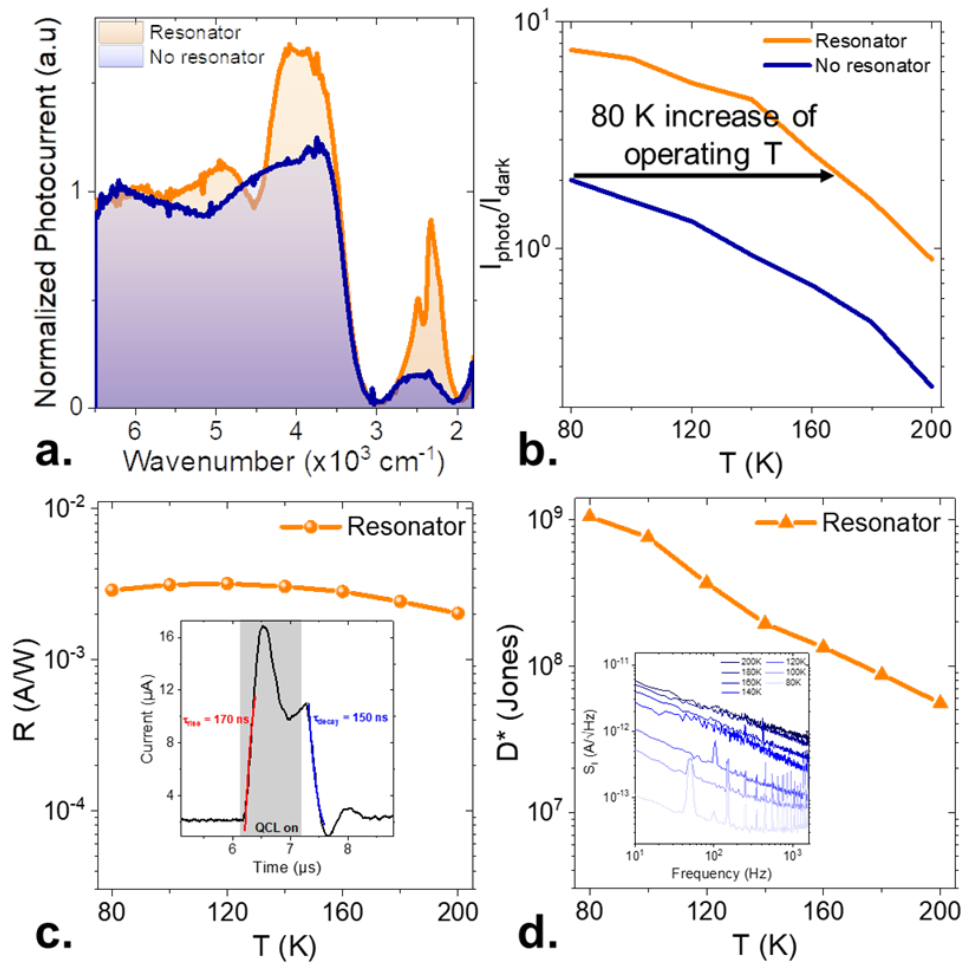 Normalized Photocurrent (a.u)
Resonator
No resonator
1
0
6 5 4 3 2
Wavenumber (x10³ cm⁻¹)
a.
I_photo/I_dark
10¹
10⁰
Resonator
No resonator
80 K increase of
operating T
80 120 160 200
T (K)
b.
R (A/W)
10⁻²
10⁻³
10⁻⁴
Resonator
Current (µA)
16
12
8
4
τ_Rise = 170 ns
τ_Decay = 150 ns
QCL on
6 7 8
Time (µs)
80 120 160 200
T (K)
c.
D* (Jones)
10⁹
10⁸
10⁷
Resonator
S_I (A/√Hz)
10⁻¹¹
10⁻¹²
10⁻¹³
200K 120K
180K 100K
160K 80K
140K
10¹ 10² 10³
Frequency (Hz)
80 120 160 200
T (K)
d.